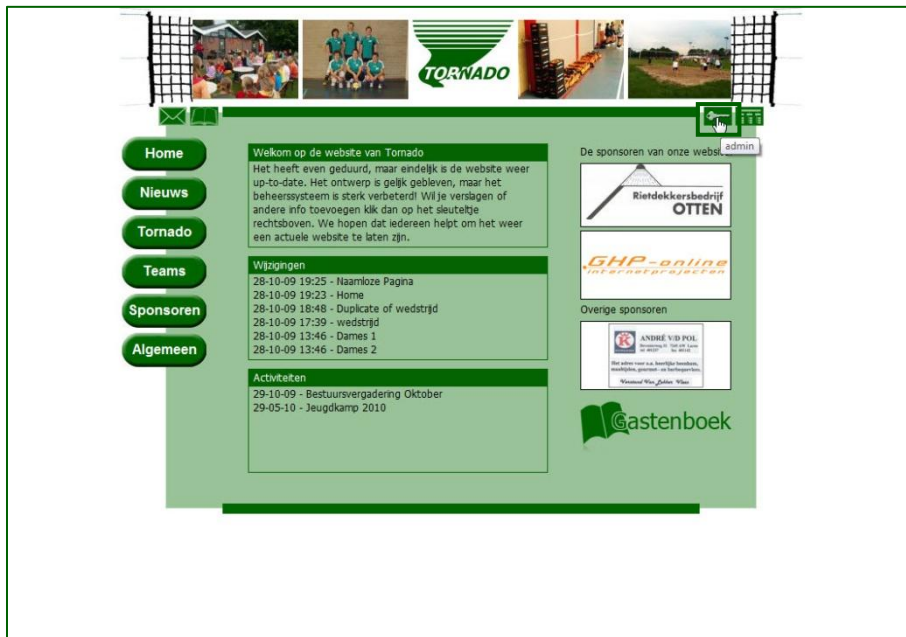 TORNADO
admin
Home
Nieuws
Tornado
Teams
Sponsoren
Algemeen
Welkom op de website van Tornado
Het heeft even geduurd, maar eindelijk is de website weer
up-to-date. Het ontwerp is gelijk gebleven, maar het
beheerssysteem is sterk verbeterd! Wil je verslagen of
andere info toevoegen klik dan op het sleuteltje
rechtsboven. We hopen dat iedereen helpt om het weer
een actuele website te laten zijn.
Wijzigingen
28-10-09 19:25 - Naamloze Pagina
28-10-09 19:23 - Home
28-10-09 18:48 - Duplicate of wedstrijd
28-10-09 17:39 - wedstrijd
28-10-09 13:46 - Dames 1
28-10-09 13:46 - Dames 2
Activiteiten
29-10-09 - Bestuursvergadering Oktober
29-05-10 - Jeugdkamp 2010
De sponsoren van onze
Rietdekkersbedrijf
OTTEN
GHP-online
internetprojecten
Overige sponsoren
ANDRÉ V/D POL
Gastenboek